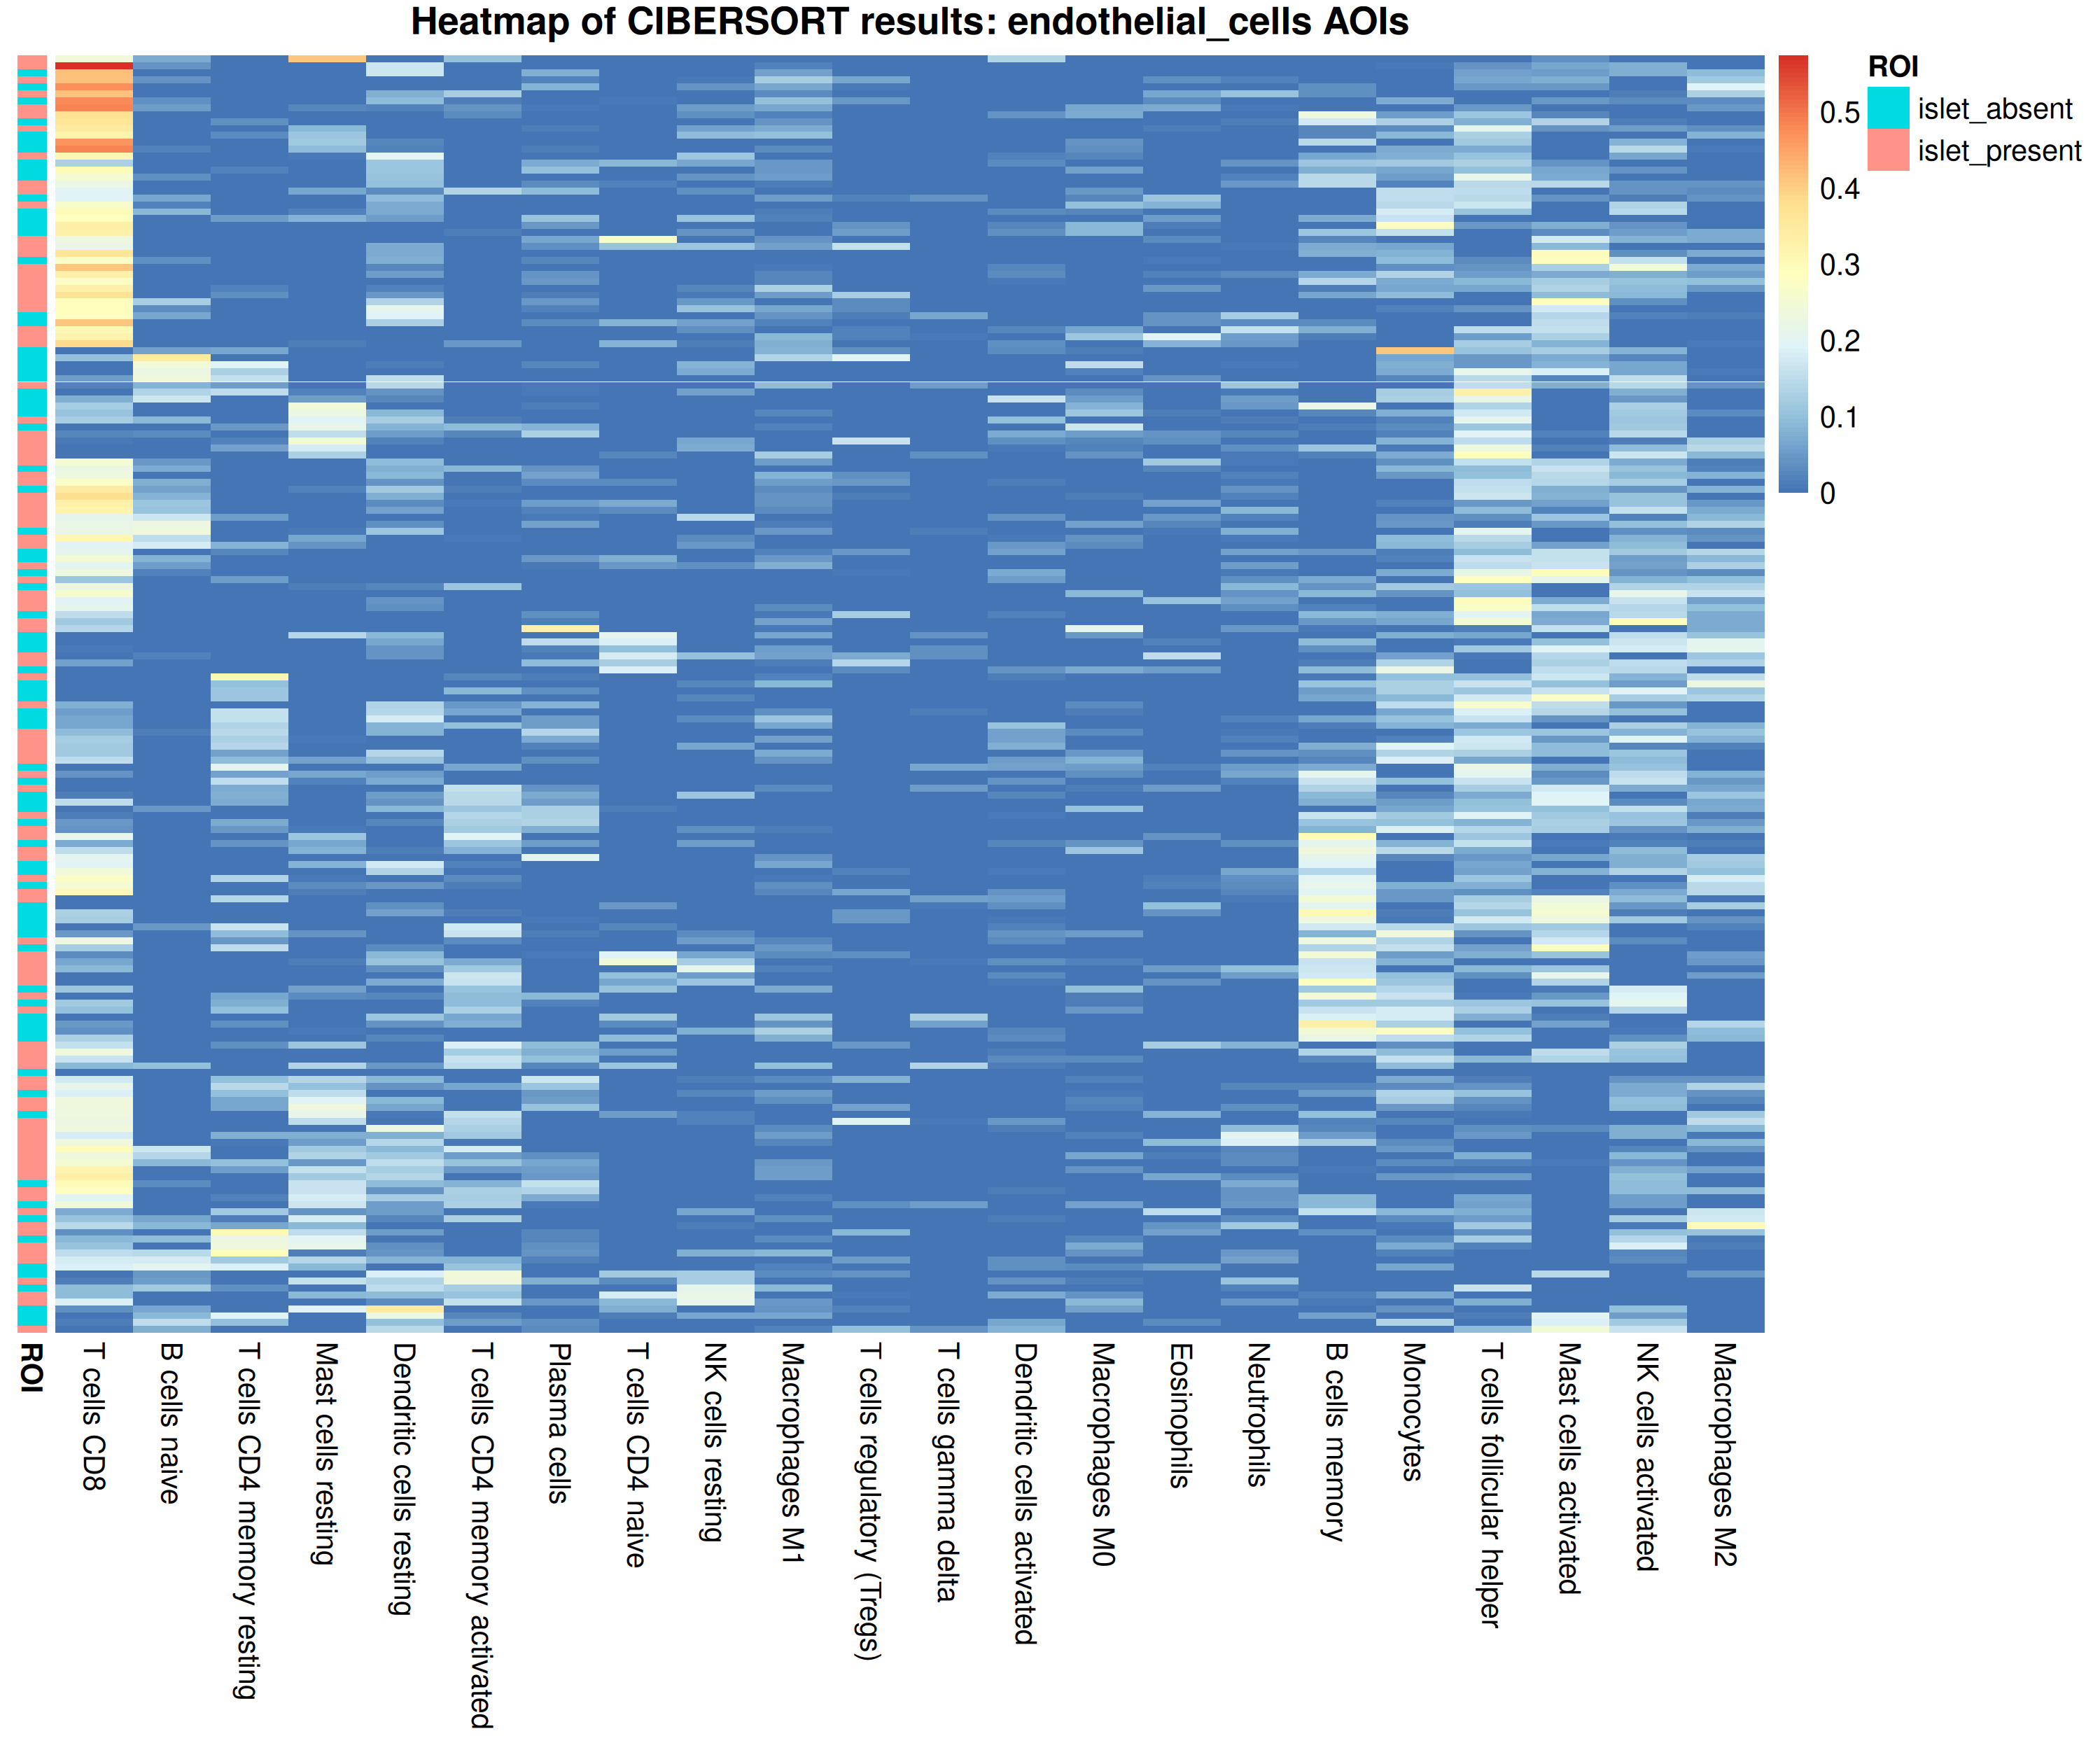 Heatmap of CIBERSORT results: endothelial_cells AOIs
ROI
islet_absent
islet_present
0.5
0.4
0.3
0.2
0.1
0
ROI
T cells CD8
B cells naive
T cells CD4 memory resting
Mast cells resting
Dendritic cells resting
T cells CD4 memory activated
Plasma cells
T cells CD4 naive
NK cells resting
Macrophages M1
T cells regulatory (Tregs)
T cells gamma delta
Dendritic cells activated
Macrophages M0
Eosinophils
Neutrophils
B cells memory
Monocytes
T cells follicular helper
Mast cells activated
NK cells activated
Macrophages M2